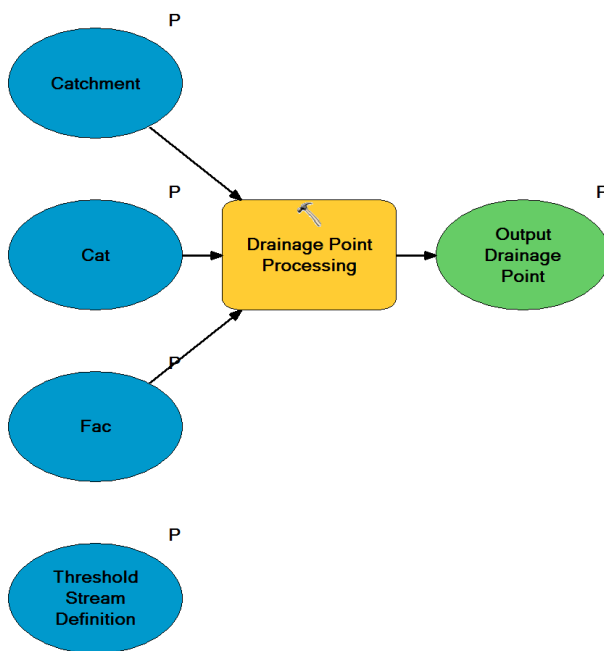 P
Catchment
P
P
Cat
Drainage Point
Processing
Output
Drainage
Point
P
Fac
P
Threshold
Stream
Definition